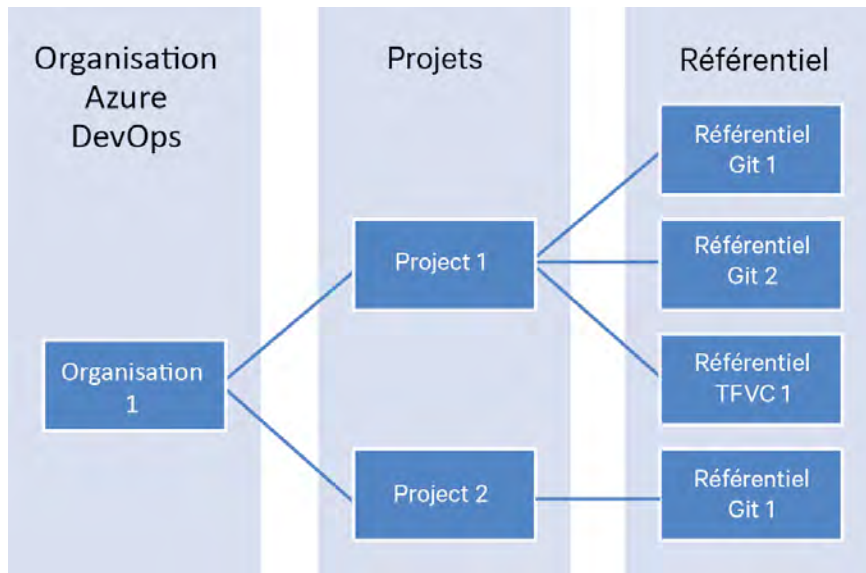 Organisation
Azure
DevOps
Projets
Référentiel
Référentiel
Git 1
Project 1
Référentiel
Git 2
Organisation
1
Référentiel
TFVC 1
Project 2
Référentiel
Git 1